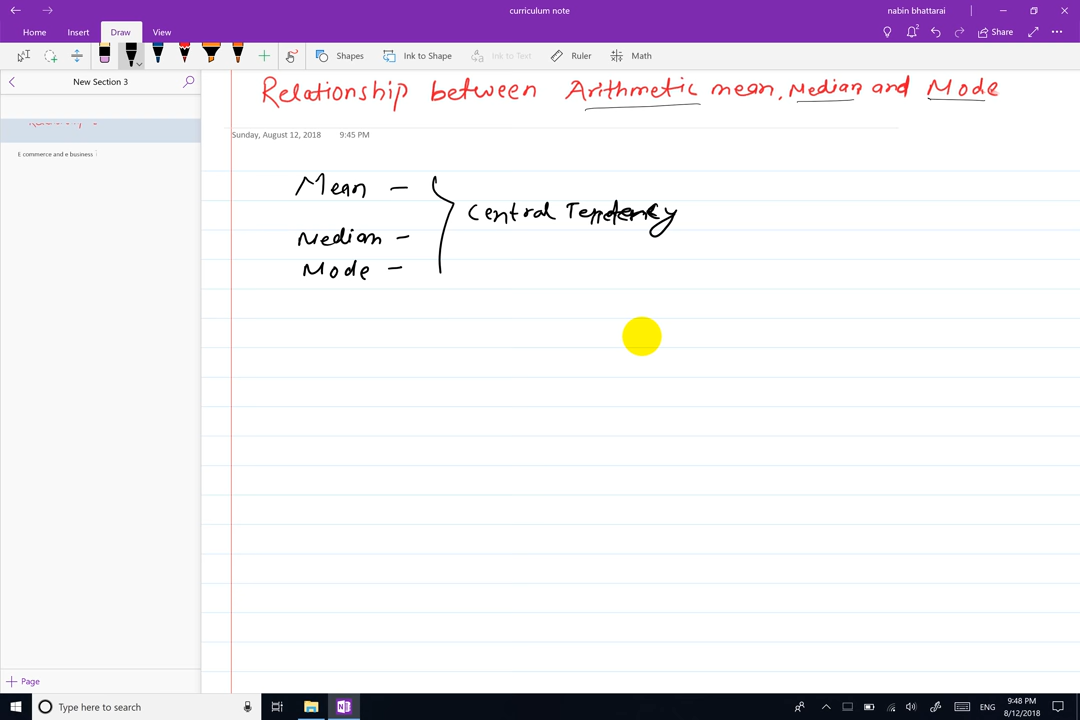 curriculum note
nabin bhattarai
Home Insert Draw View
Share
Shapes Ink to Shape Ink to Text Ruler Math
New Section 3
Relationship between Arithmetic mean, Median and Mode
Sunday, August 12, 2018 9:45 PM
E commerce and e business
Mean -
Central Tendency
Median -
Mode -
+ Page
Type here to search
ENG
9:48 PM
8/12/2018